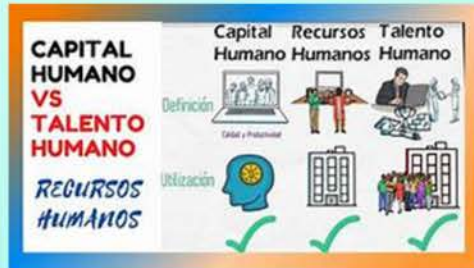 CAPITAL
HUMANO
VS
TALENTO
HUMANO
RECURSOS
HUMANOS
Capital Recursos Talento
Humano Humanos Humano
Definición
Calidad y Productividad
Utilización